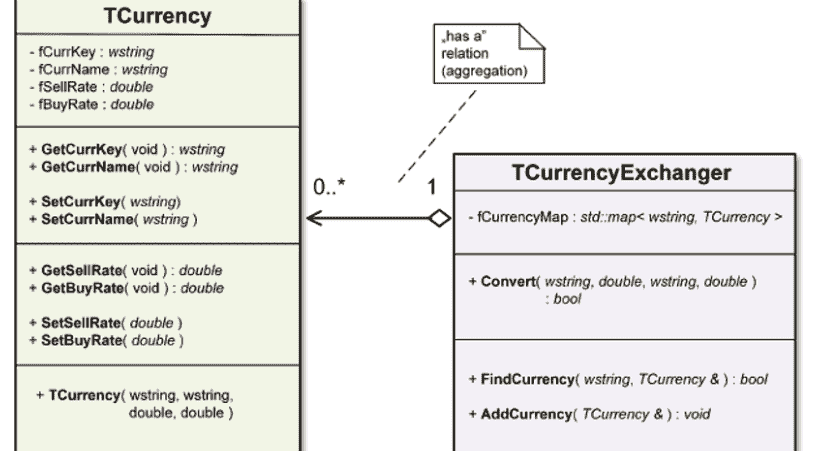 TCurrency
- fCurrKey : wstring
- fCurrName : wstring
- fSellRate : double
- fBuyRate : double
+ GetCurrKey( void ) : wstring
+ GetCurrName( void ) : wstring
+ SetCurrKey( wstring)
+ SetCurrName( wstring )
+ GetSellRate( void ) : double
+ GetBuyRate( void ) : double
+ SetSellRate( double )
+ SetBuyRate( double )
+ TCurrency( wstring, wstring,
double, double )
„has a”
relation
(aggregation)
0..*
1
TCurrencyExchanger
- fCurrencyMap : std::map< wstring, TCurrency >
+ Convert( wstring, double, wstring, double )
: bool
+ FindCurrency( wstring, TCurrency & ) : bool
+ AddCurrency( TCurrency & ) : void